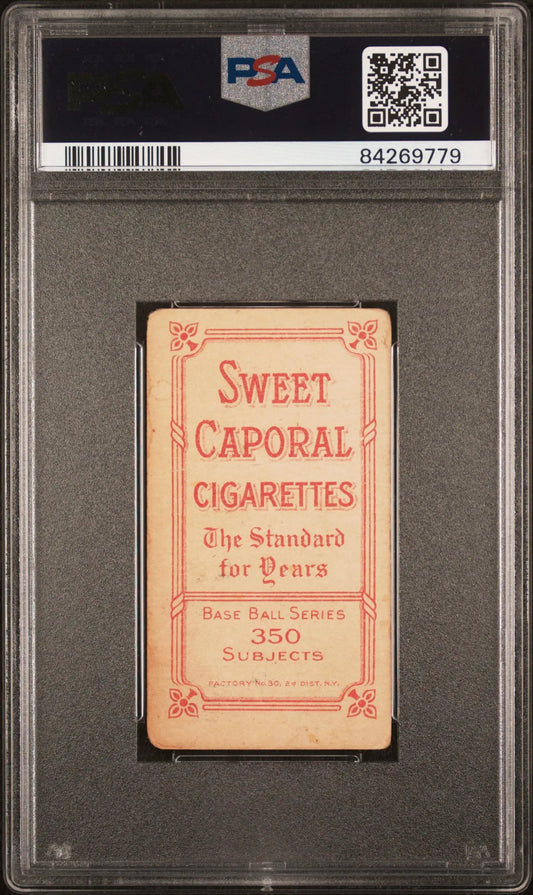 PSA
84269779
SWEET
CAPORAL
CIGARETTES
The Standard
for Years
BASE BALL SERIES
350
SUBJECTS
FACTORY No. 30, 2d DIST. N.Y.